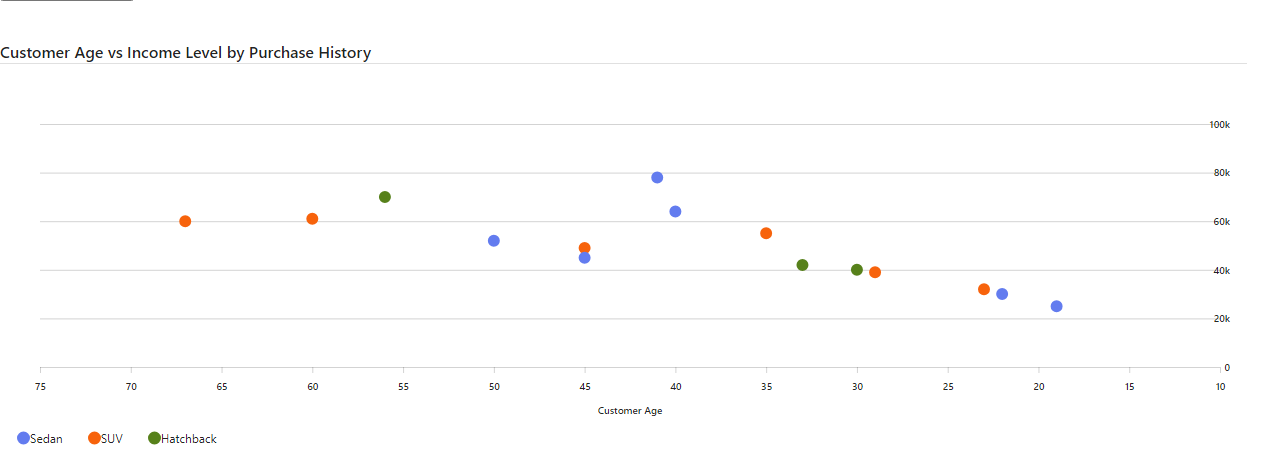 Customer Age vs Income Level by Purchase History
100k
80k
60k
40k
20k
0
75 70 65 60 55 50 45 40 35 30 25 20 15 10
Customer Age
Sedan SUV Hatchback